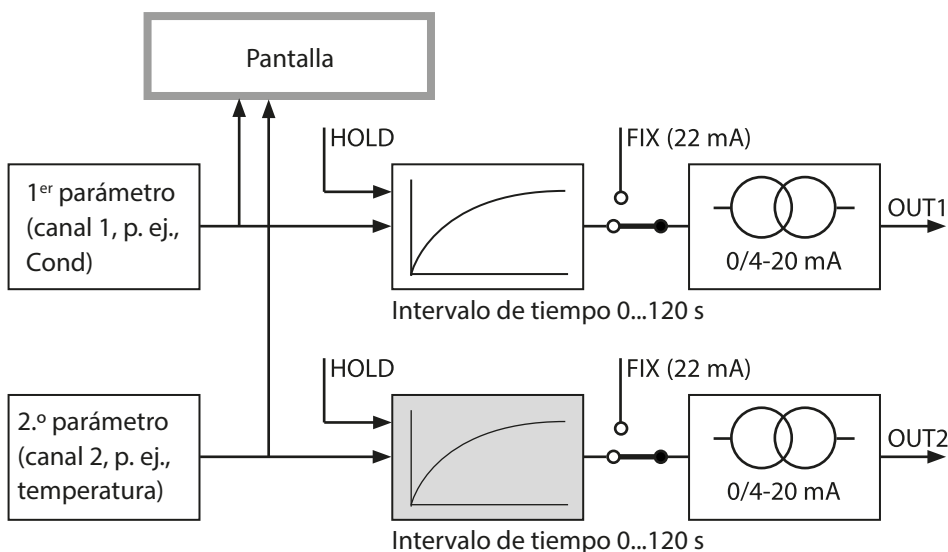 Pantalla
HOLD
FIX (22 mA)
1er parámetro
(canal 1, p. ej.,
Cond)
OUT1
0/4-20 mA
Intervalo de tiempo 0...120 s
HOLD
FIX (22 mA)
2.º parámetro
(canal 2, p. ej.,
temperatura)
OUT2
0/4-20 mA
Intervalo de tiempo 0...120 s